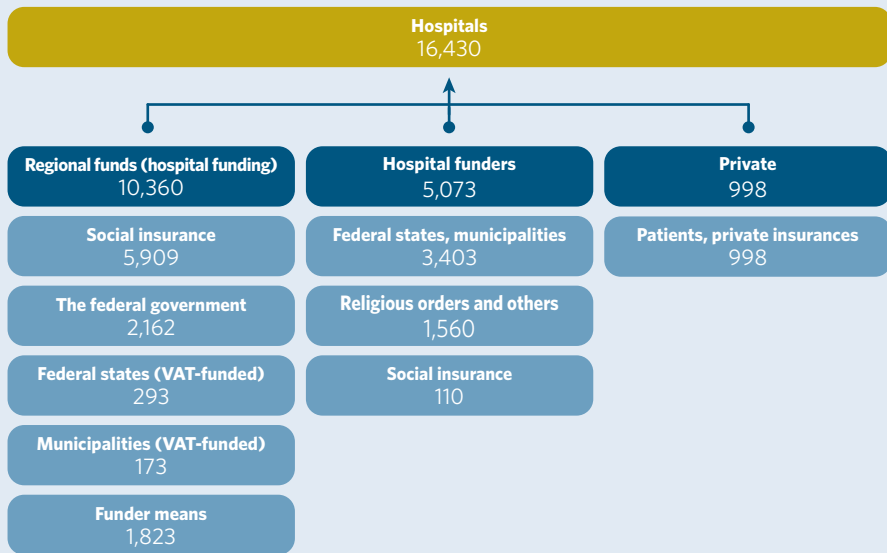 Hospitals
16,430
Regional funds (hospital funding)
10,360
Social insurance
5,909
The federal government
2,162
Federal states (VAT-funded)
293
Municipalities (VAT-funded)
173
Funder means
1,823
Hospital funders
5,073
Federal states, municipalities
3,403
Religious orders and others
1,560
Social insurance
110
Private
998
Patients, private insurances
998